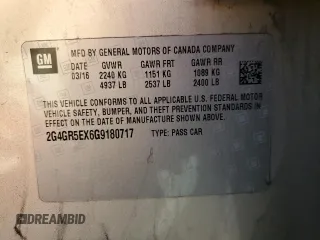 GM
MFD BY GENERAL MOTORS OF CANADA COMPANY
DATE GVWR GAWR FRT GAWR RR
03/16 2240 KG 1151 KG 1089 KG
4937 LB 2537 LB 2400 LB
THIS VEHICLE CONFORMS TO ALL APPLICABLE U.S. FEDERAL MOTOR
VEHICLE SAFETY, BUMPER, AND THEFT PREVENTION STANDARDS IN
EFFECT ON THE DATE OF MANUFACTURE SHOWN ABOVE.
2G4GR5EX6G9180717 TYPE: PASS CAR
DREAMBID